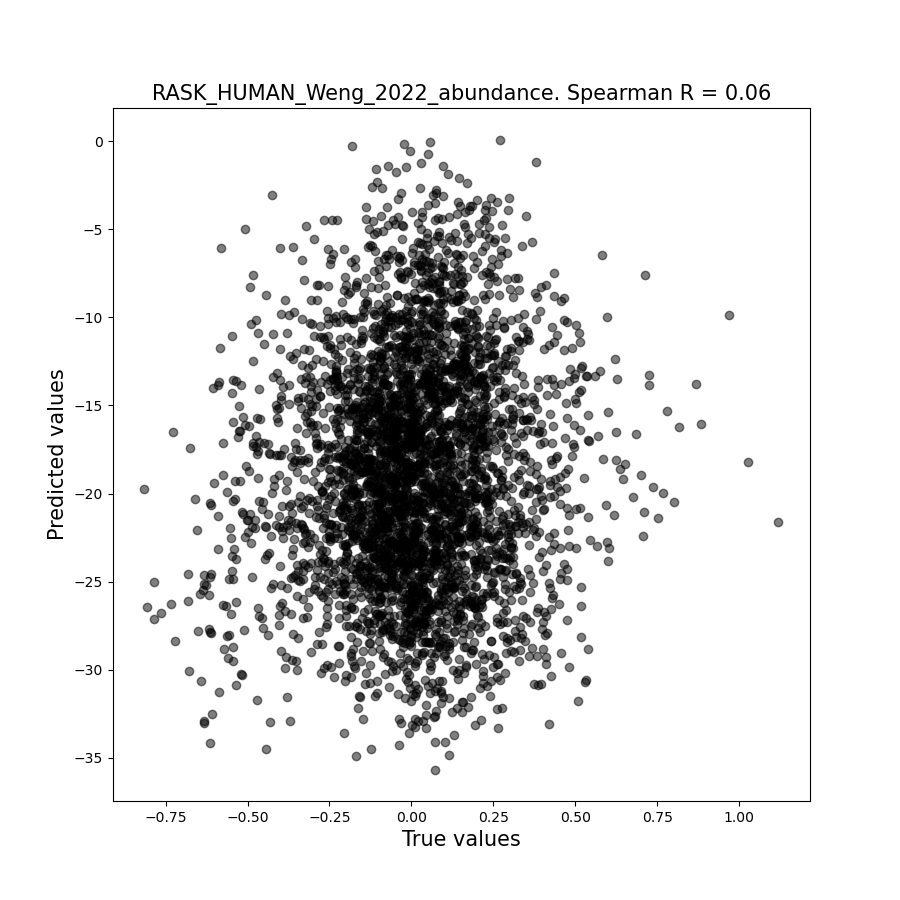 RASK_HUMAN_Weng_2022_abundance. Spearman R = 0.06
0
−5
−10
−15
−20
−25
−30
−35
Predicted values
−0.75 −0.50 −0.25 0.00 0.25 0.50 0.75 1.00
True values